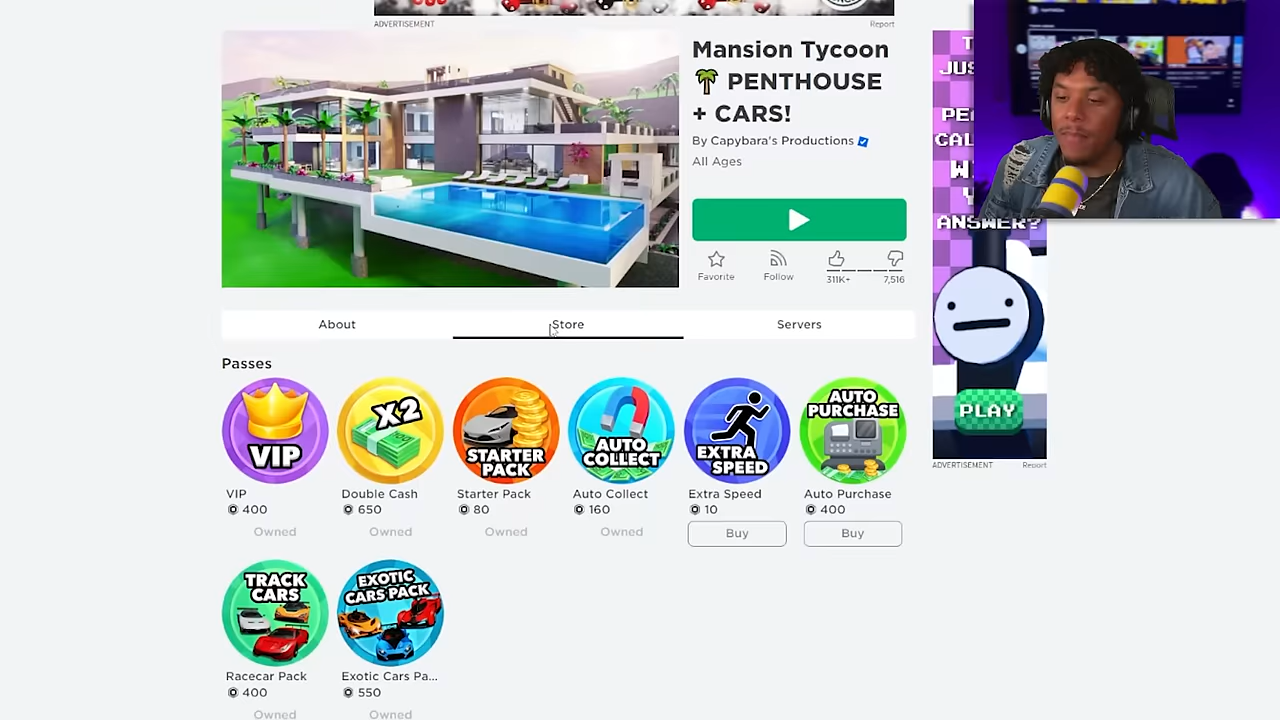 ADVERTISEMENT
Report
Mansion Tycoon
🌴 PENTHOUSE
+ CARS!
By Capybara's Productions
All Ages
Favorite
Follow
311K+
7,516
About
Store
Servers
Passes
VIP
X2
STARTER
PACK
AUTO
COLLECT
EXTRA
SPEED
AUTO
PURCHASE
VIP
Double Cash
Starter Pack
Auto Collect
Extra Speed
Auto Purchase
400
650
80
160
10
400
Owned
Owned
Owned
Owned
Buy
Buy
TRACK
CARS
EXOTIC
CARS PACK
Racecar Pack
Exotic Cars Pa...
400
550
Owned
Owned
ANSWER?
PLAY
ADVERTISEMENT
Report